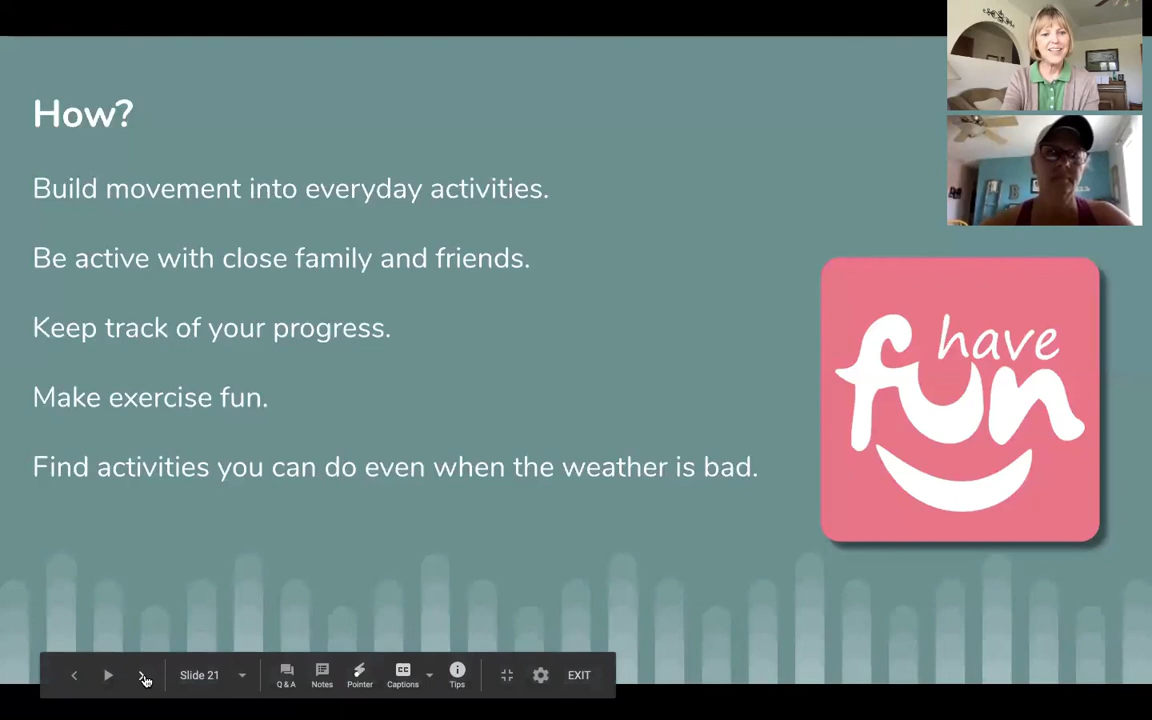 How?
Build movement into everyday activities.
Be active with close family and friends.
Keep track of your progress.
Make exercise fun.
Find activities you can do even when the weather is bad.
have
fun
Slide 21
Q & A
Notes
Pointer
Captions
Tips
EXIT
CC